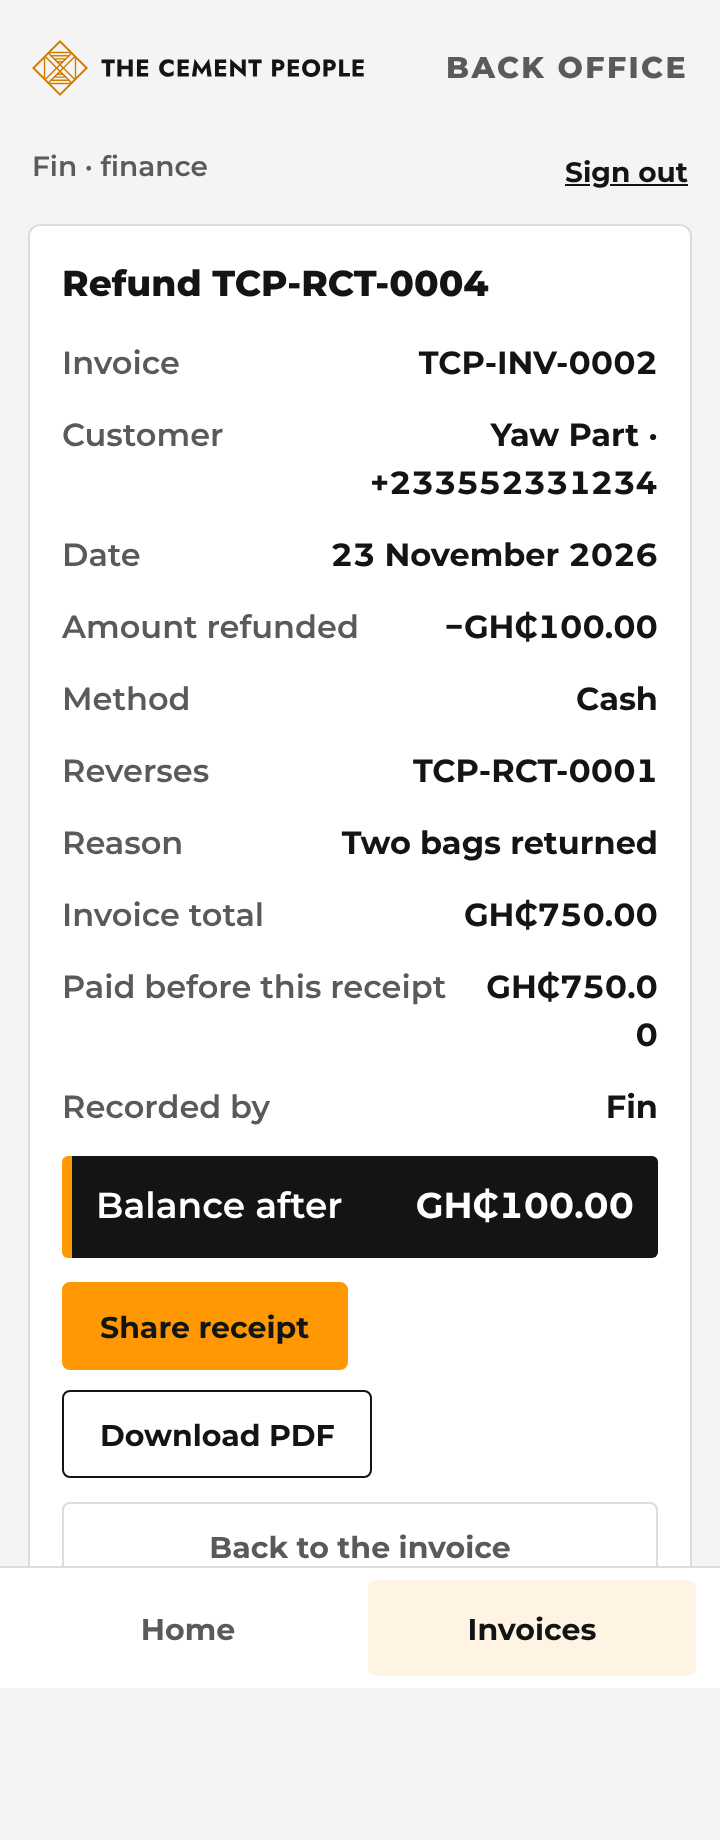 THE CEMENT PEOPLE
BACK OFFICE
Fin · finance
Sign out
Refund TCP-RCT-0004
Invoice TCP-INV-0002
Customer Yaw Part ·
+233552331234
Date 23 November 2026
Amount refunded −GH₵100.00
Method Cash
Reverses TCP-RCT-0001
Reason Two bags returned
Invoice total GH₵750.00
Paid before this receipt GH₵750.0
0
Recorded by Fin
Balance after GH₵100.00
Share receipt
Download PDF
Back to the invoice
Home
Invoices